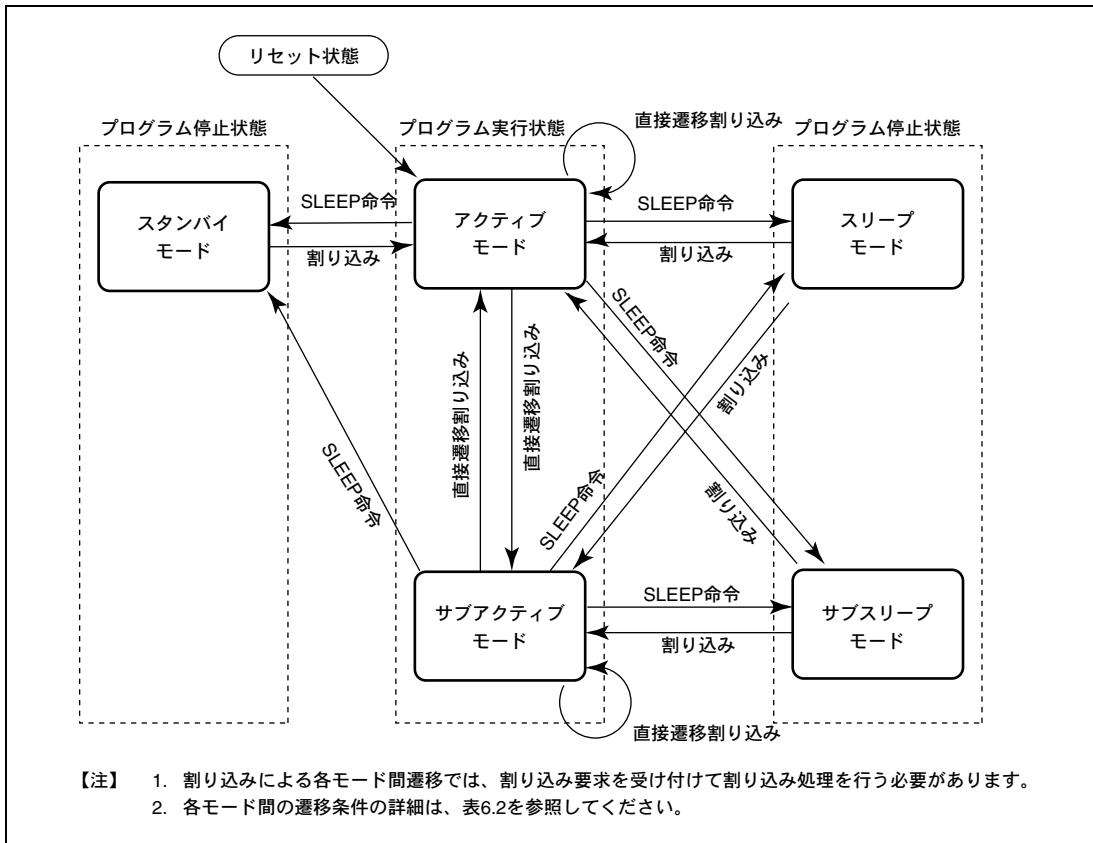 リセット状態
プログラム停止状態
プログラム実行状態
直接遷移割り込み
プログラム停止状態
スタンバイ
モード
SLEEP命令
割り込み
アクティブ
モード
SLEEP命令
割り込み
スリープ
モード
SLEEP命令
割り込み
直接遷移割り込み
直接遷移割り込み
SLEEP命令
SLEEP命令
割り込み
サブアクティブ
モード
SLEEP命令
割り込み
サブスリープ
モード
直接遷移割り込み
【注】 1. 割り込みによる各モード間遷移では、割り込み要求を受け付けて割り込み処理を行う必要があります。
2. 各モード間の遷移条件の詳細は、表6.2を参照してください。